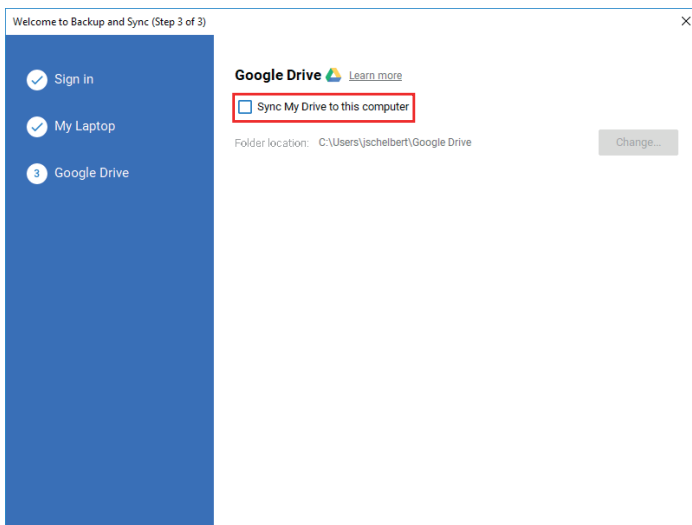 Welcome to Backup and Sync (Step 3 of 3)
Sign in
My Laptop
3 Google Drive
Google Drive Learn more
Sync My Drive to this computer
Folder location: C:\Users\jschelbert\Google Drive Change...